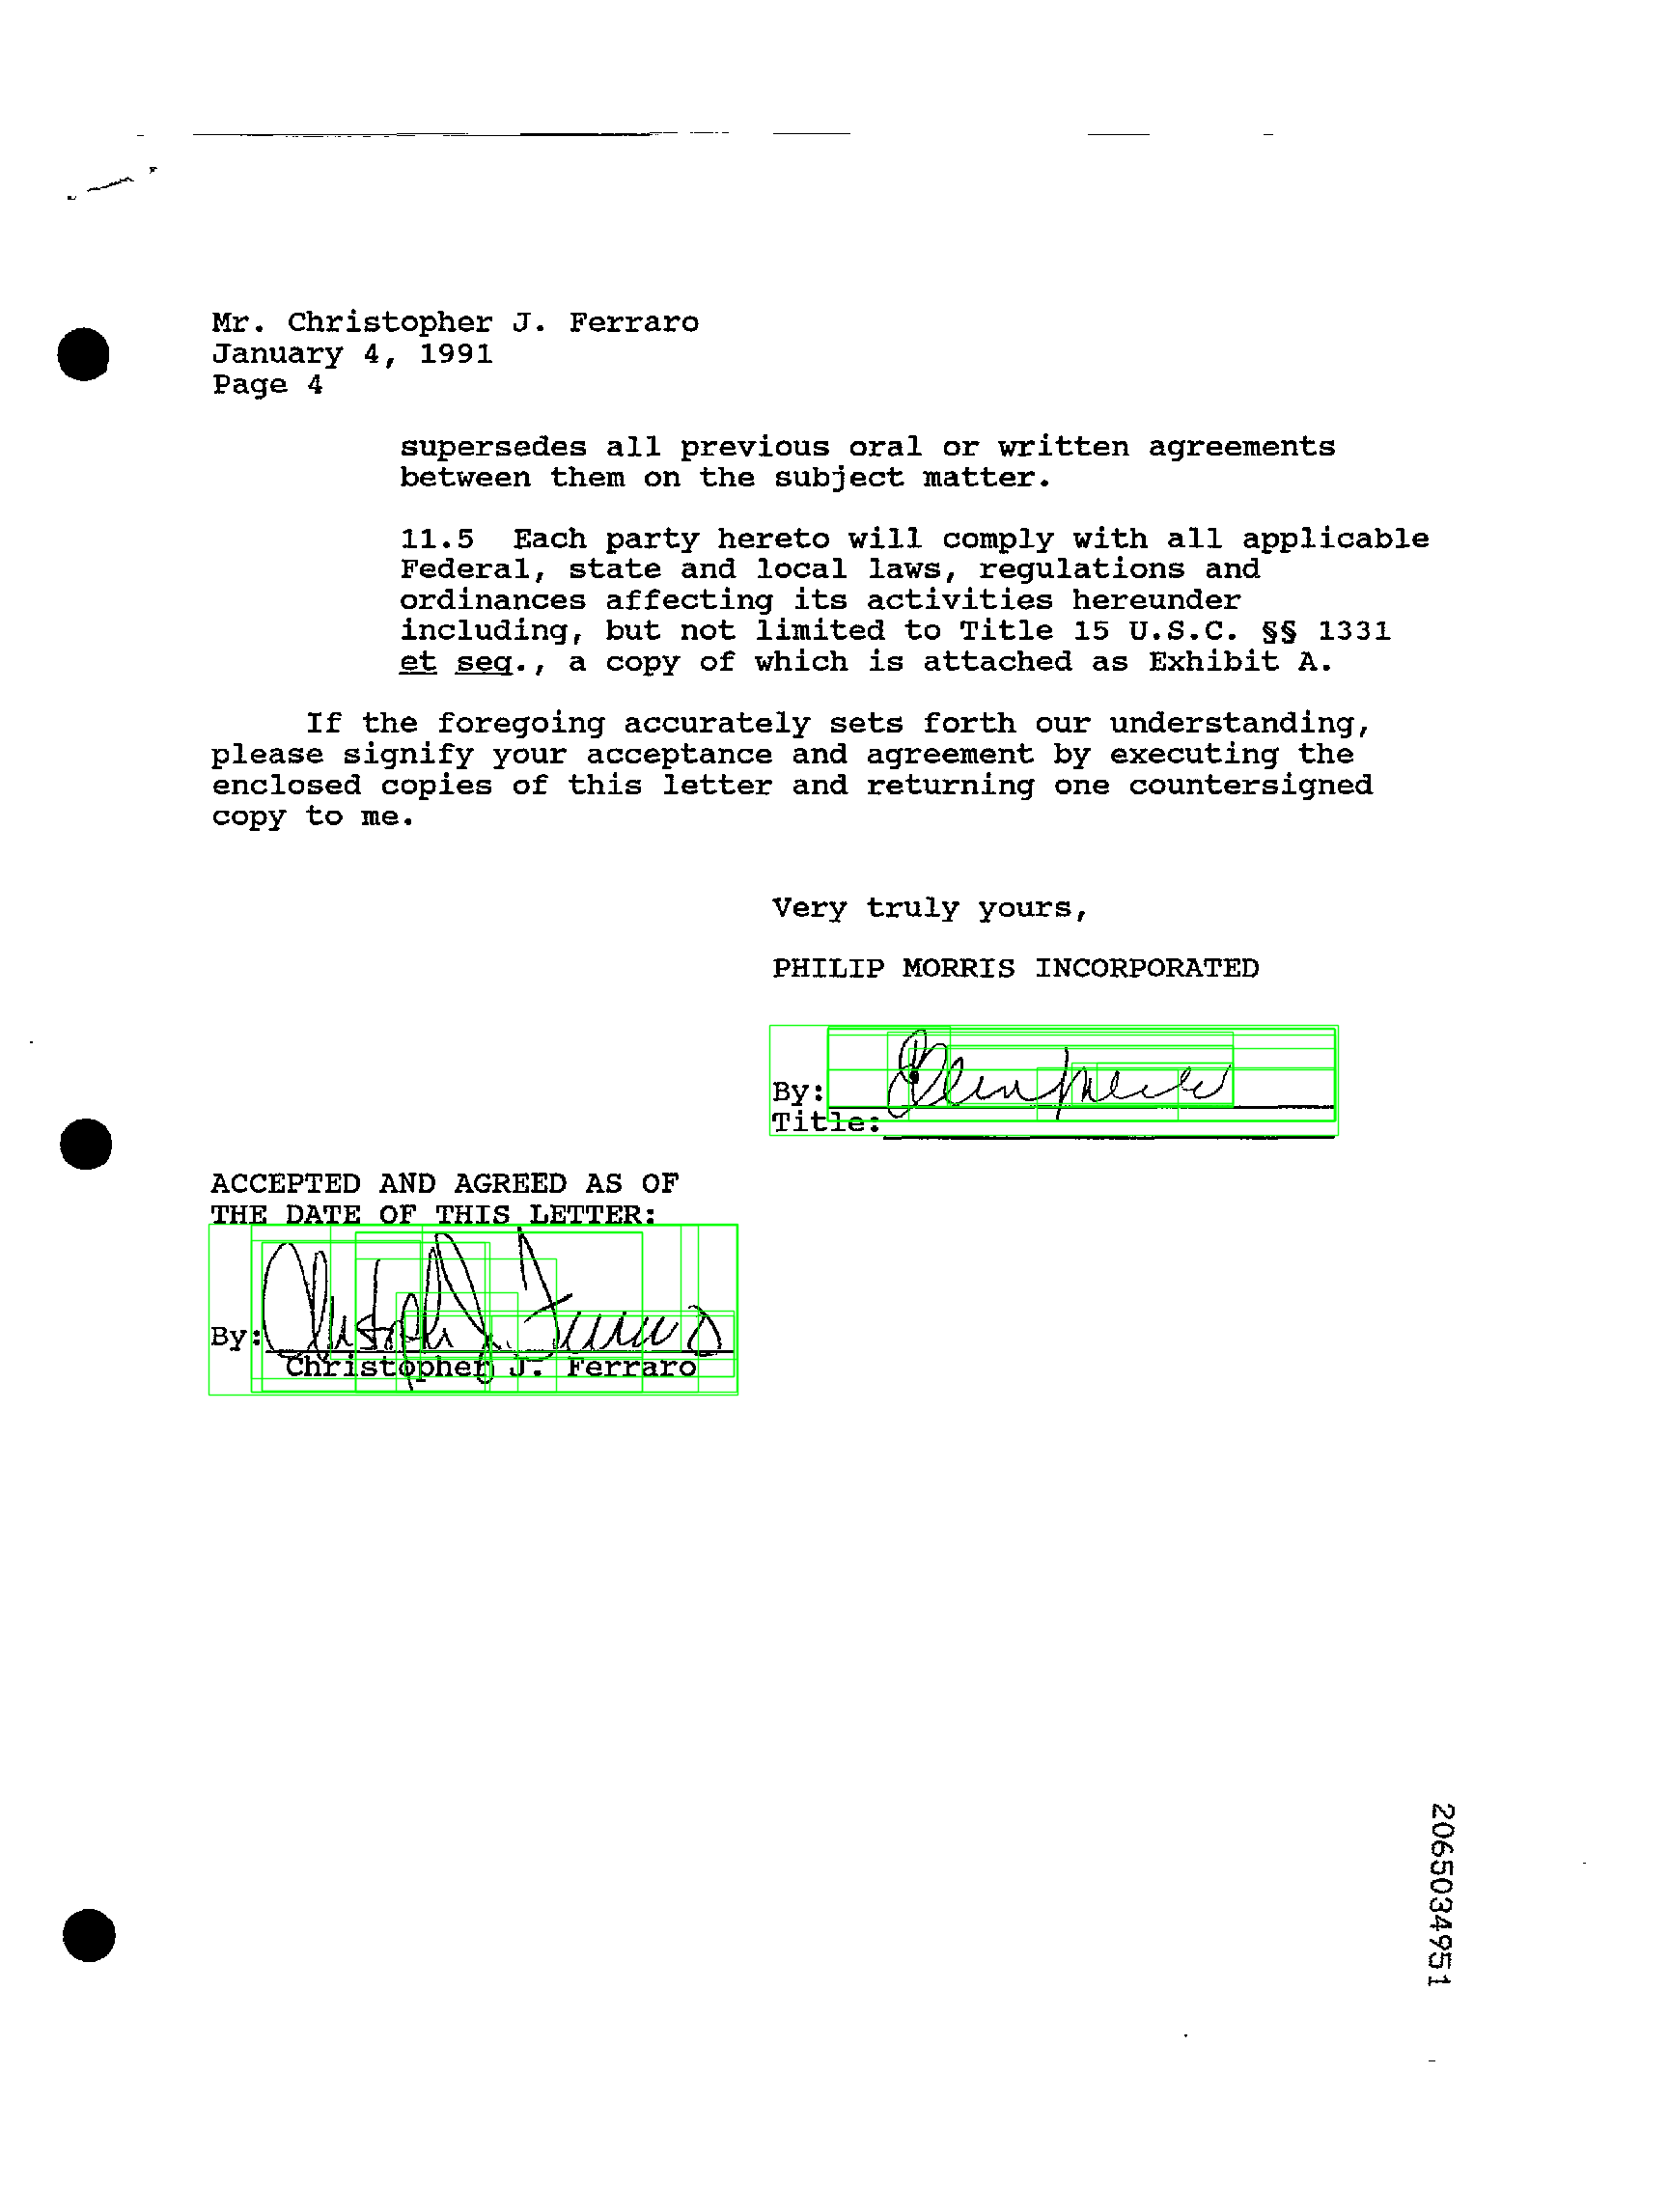 Mr. Christopher J. Ferraro
January 4, 1991
Page 4
supersedes all previous oral or written agreements
between them on the subject matter.
11.5  Each party hereto will comply with all applicable
Federal, state and local laws, regulations and
ordinances affecting its activities hereunder
including, but not limited to Title 15 U.S.C. §§ 1331
et seq., a copy of which is attached as Exhibit A.
If the foregoing accurately sets forth our understanding,
please signify your acceptance and agreement by executing the
enclosed copies of this letter and returning one countersigned
copy to me.
Very truly yours,
PHILIP MORRIS INCORPORATED
By:
Title:
ACCEPTED AND AGREED AS OF
THE DATE OF THIS LETTER:
By: Christopher J. Ferraro
Christopher J. Ferraro
2065034951